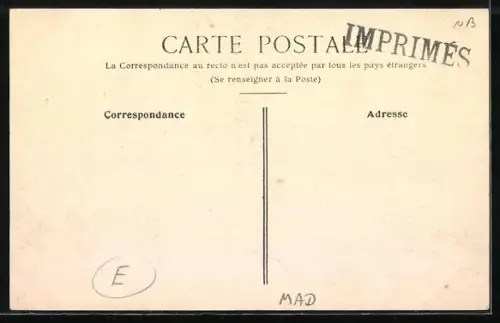 NB
CARTE POSTALE IMPRIMÉS
La Correspondance au recto n'est pas acceptée par tous les pays étrangers
(Se renseigner à la Poste)
Correspondance Adresse
E
MAD